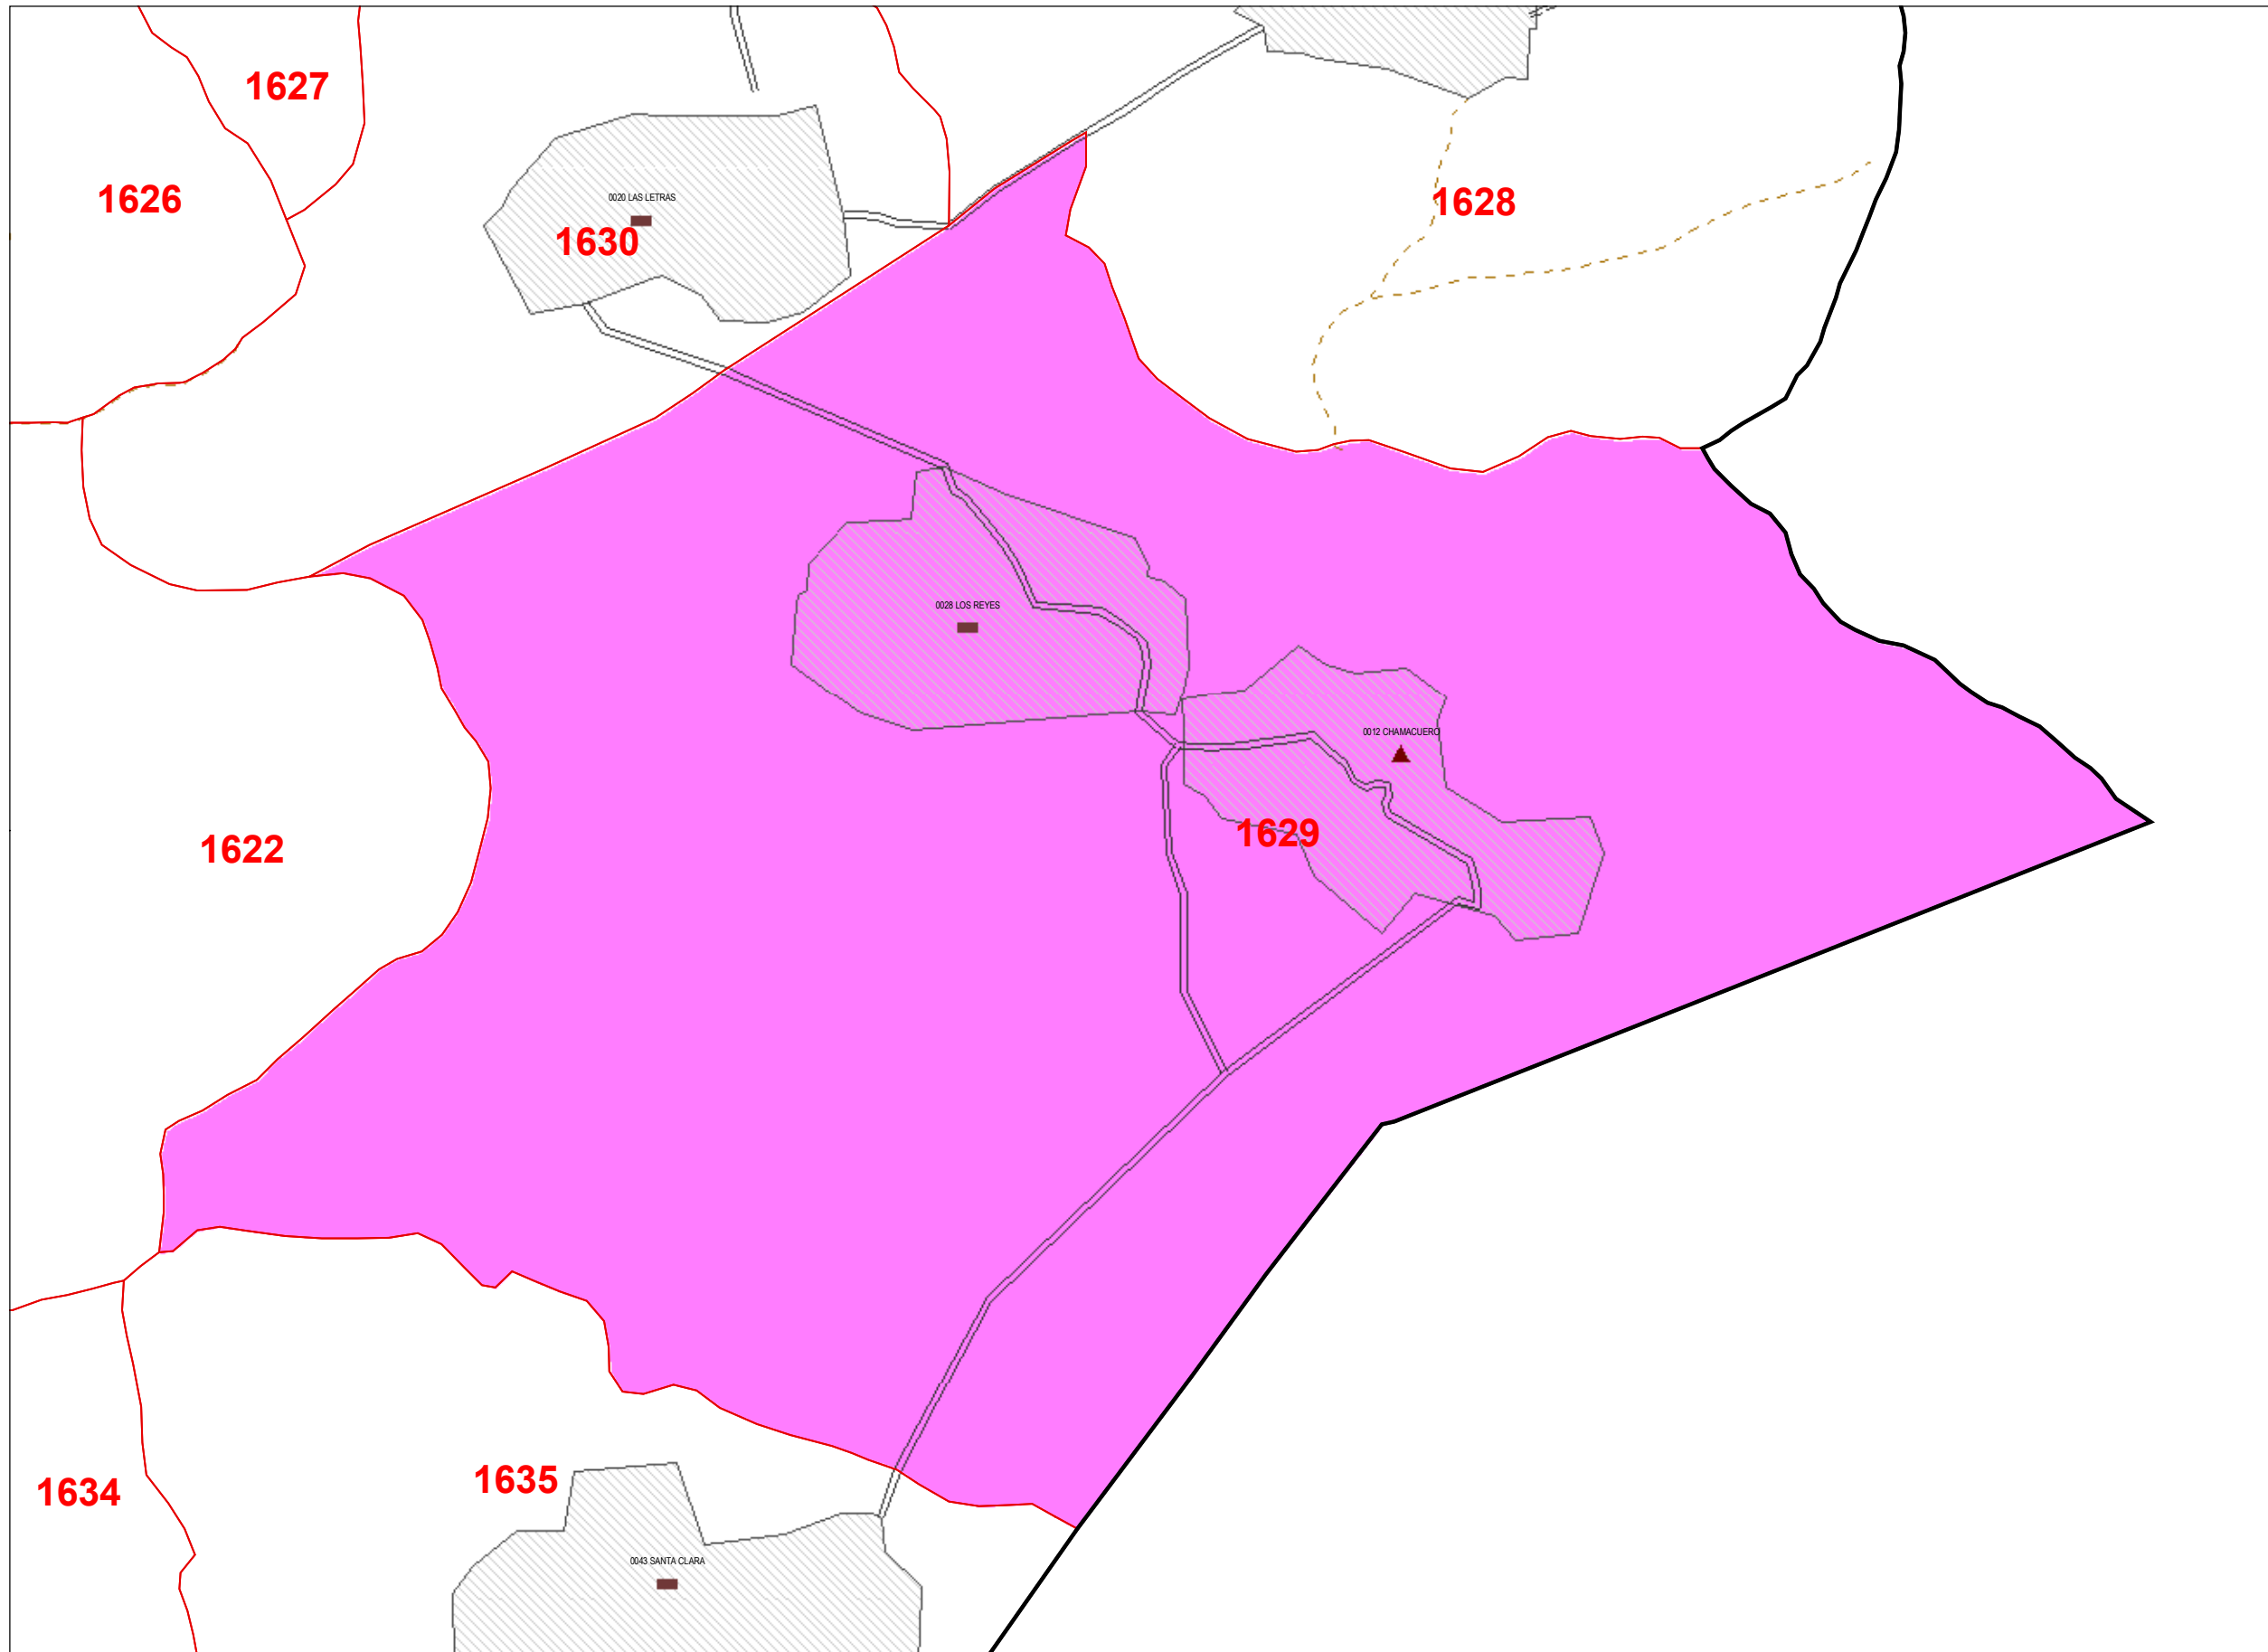 1627
1626
0020 LAS LETRAS
1628
1630
0028 LOS REYES
0012 CHAMACUERO
1629
1622
1635
1634
0043 SANTA CLARA